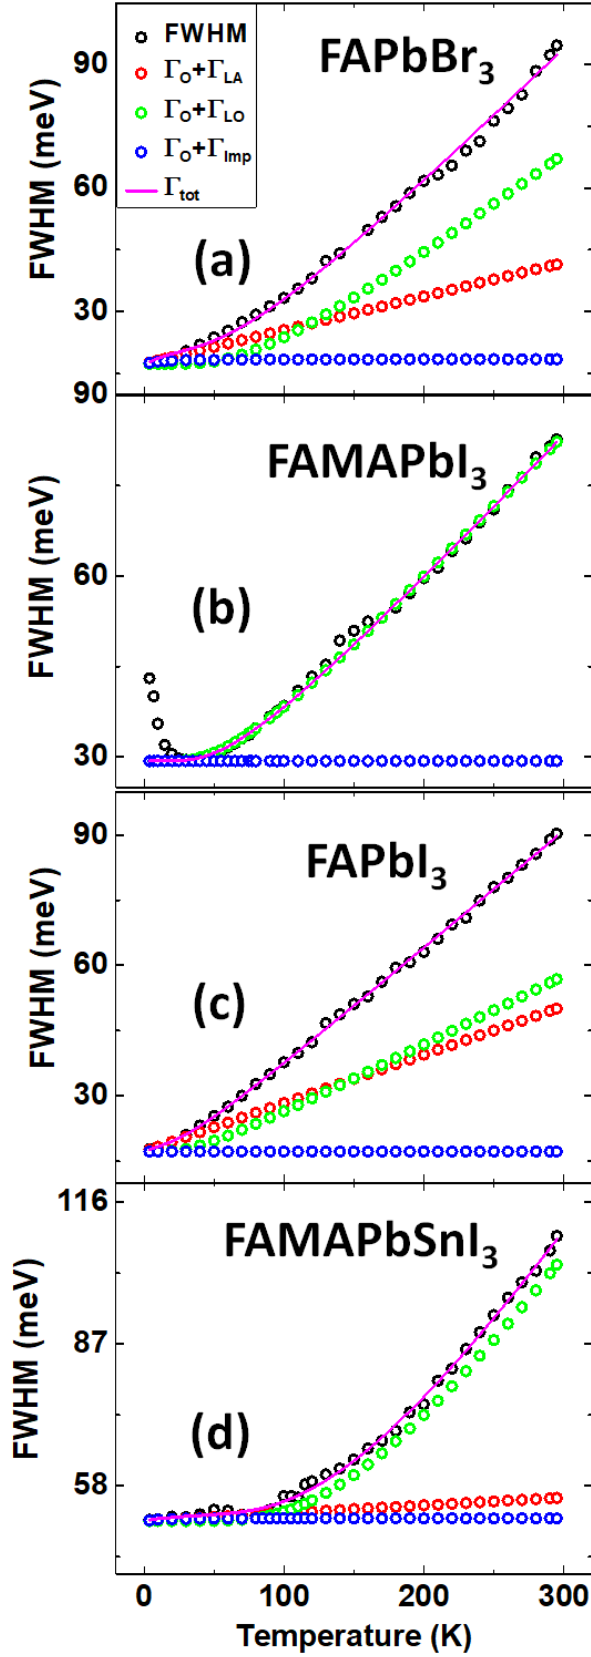 FWHM
Γ_O+Γ_LA
Γ_O+Γ_LO
Γ_O+Γ_Imp
Γ_tot
FAPbBr₃
(a)
FWHM (meV)
90
60
30
90
FAMAPbI₃
(b)
FWHM (meV)
60
30
FAPbI₃
(c)
FWHM (meV)
90
60
30
FAMAPbSnI₃
(d)
FWHM (meV)
116
87
58
0 100 200 300
Temperature (K)